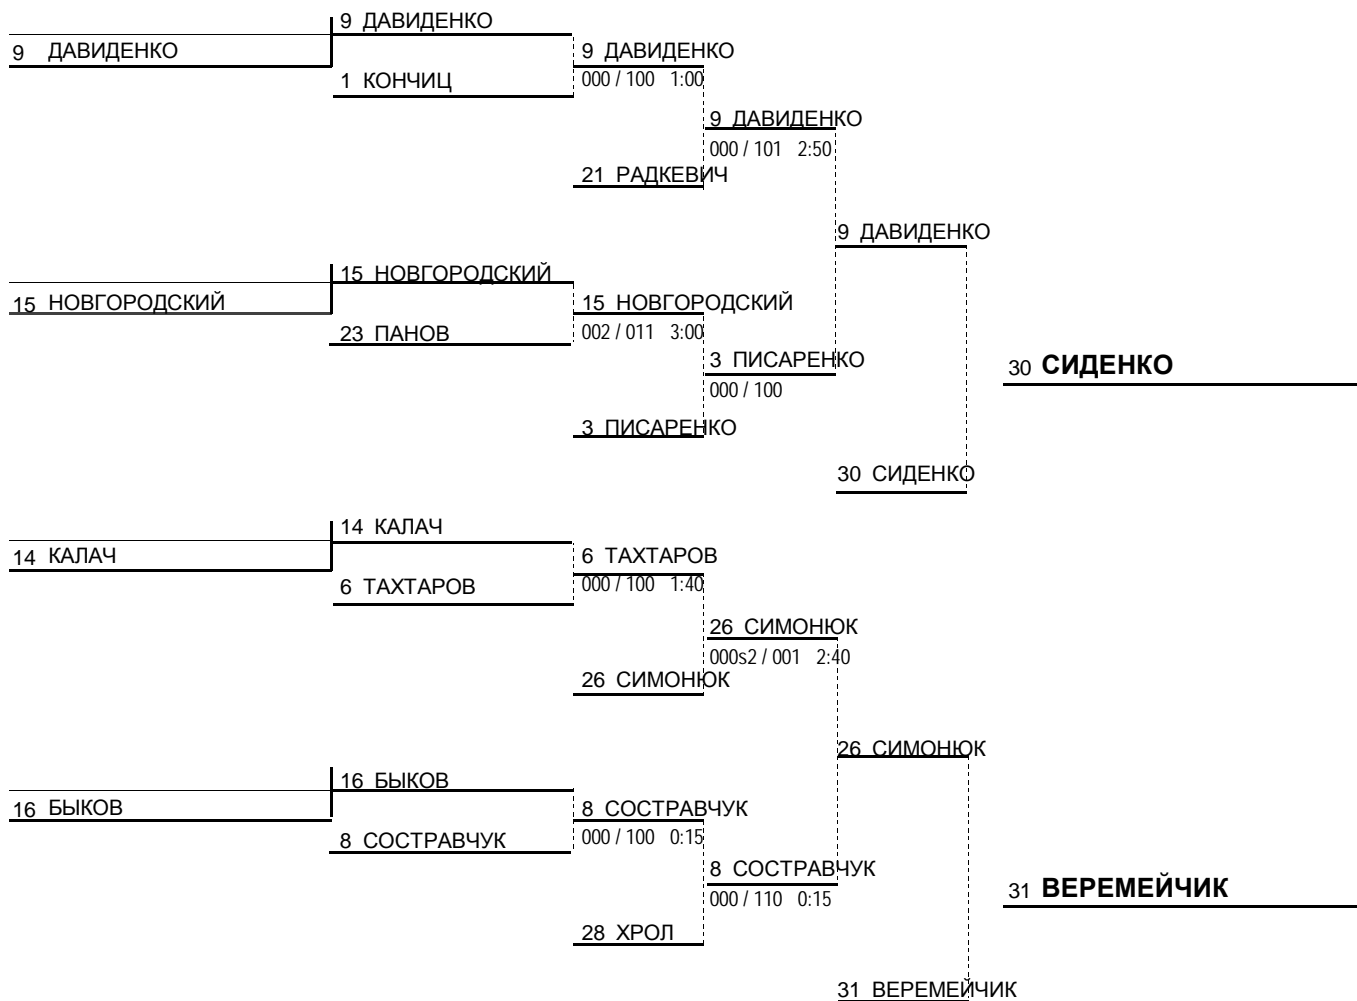 9 ДАВИДЕНКО
9 ДАВИДЕНКО
9 ДАВИДЕНКО
1 КОНЧИЦ
000 / 100 1:00
9 ДАВИДЕНКО
000 / 101 2:50
21 РАДКЕВИЧ
9 ДАВИДЕНКО
15 НОВГОРОДСКИЙ
15 НОВГОРОДСКИЙ
15 НОВГОРОДСКИЙ
23 ПАНОВ
002 / 011 3:00
3 ПИСАРЕНКО
30 СИДЕНКО
000 / 100
3 ПИСАРЕНКО
30 СИДЕНКО
14 КАЛАЧ
14 КАЛАЧ
6 ТАХТАРОВ
6 ТАХТАРОВ
000 / 100 1:40
26 СИМОНЮК
000s2 / 001 2:40
26 СИМОНЮК
26 СИМОНЮК
16 БЫКОВ
16 БЫКОВ
8 СОСТРАВЧУК
8 СОСТРАВЧУК
000 / 100 0:15
8 СОСТРАВЧУК
31 ВЕРЕМЕЙЧИК
000 / 110 0:15
28 ХРОЛ
31 ВЕРЕМЕЙЧИК